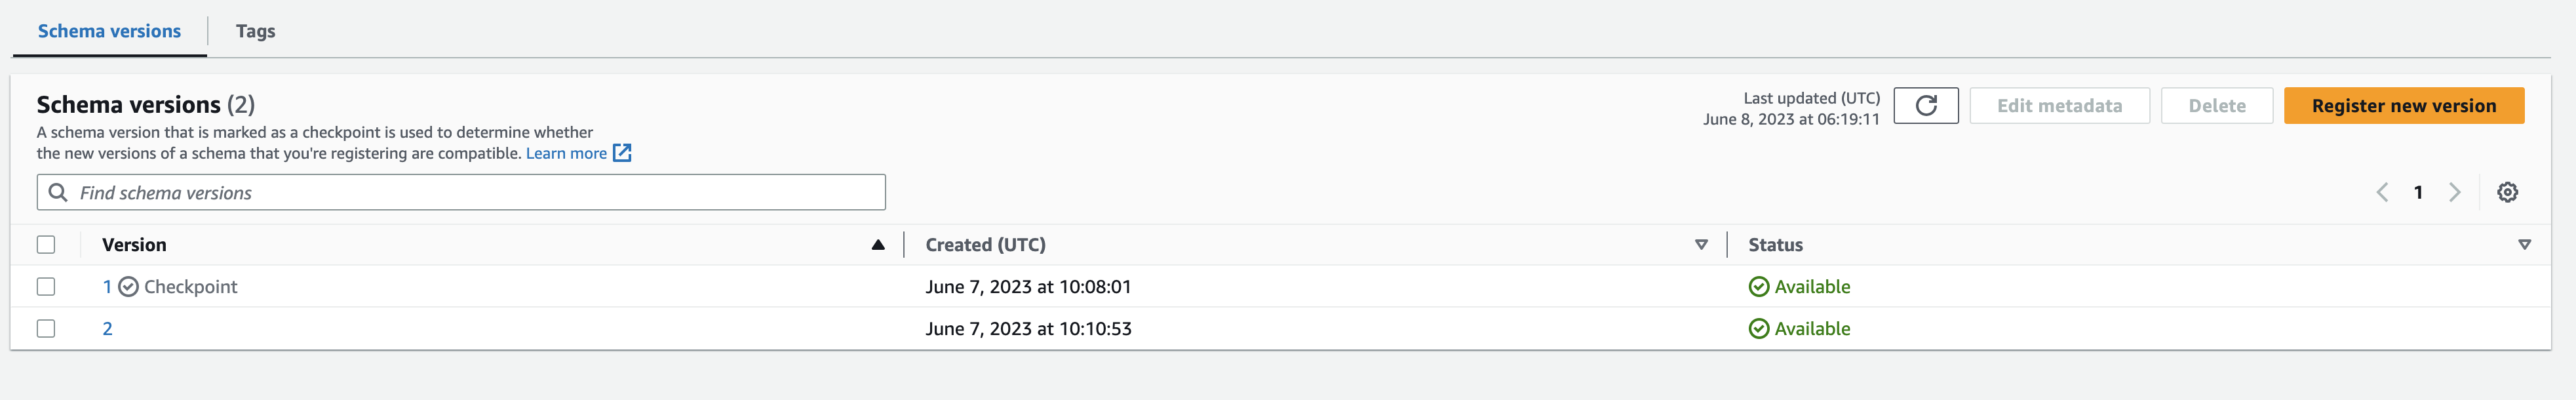 Schema versions
Tags
Schema versions (2)
A schema version that is marked as a checkpoint is used to determine whether
the new versions of a schema that you're registering are compatible. Learn more
Last updated (UTC)
June 8, 2023 at 06:19:11
Edit metadata
Delete
Register new version
Find schema versions
1
Version
Created (UTC)
Status
1 Checkpoint
June 7, 2023 at 10:08:01
Available
2
June 7, 2023 at 10:10:53
Available